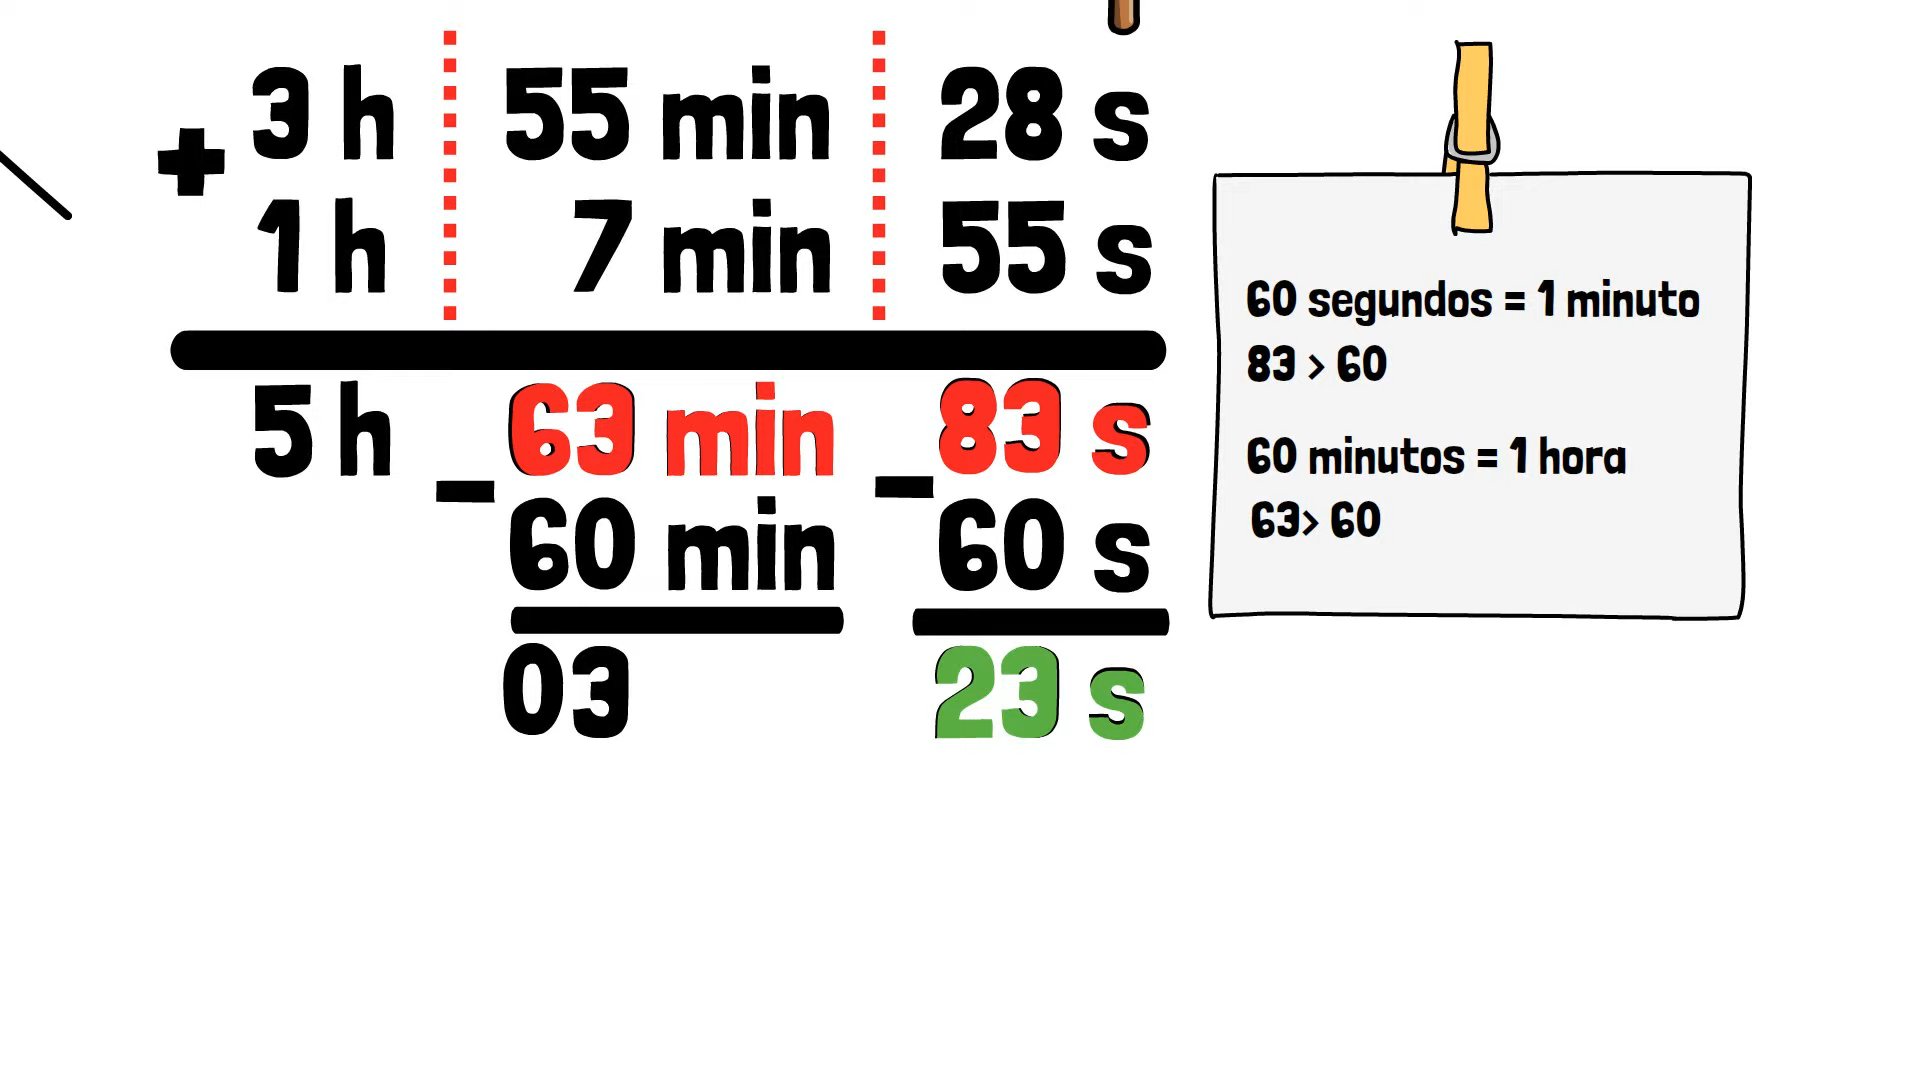 + 3 h 55 min 28 s
1 h 7 min 55 s
5 h - 63 min - 83 s
60 min 60 s
03 23 s
60 segundos = 1 minuto
83 > 60
60 minutos = 1 hora
63> 60